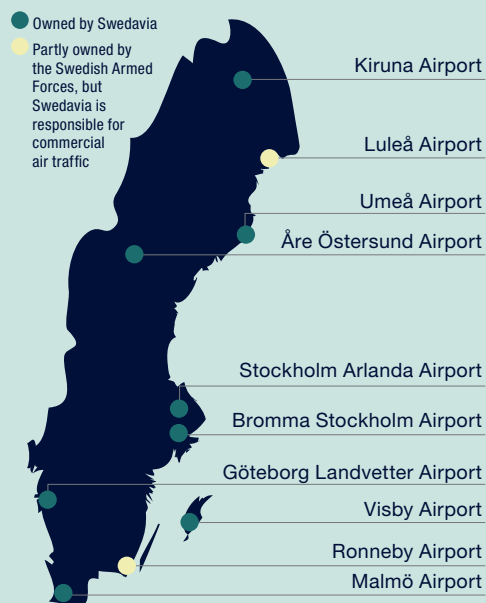 Owned by Swedavia
Partly owned by
the Swedish Armed
Forces, but
Swedavia is
responsible for
commercial
air traffic
Kiruna Airport
Luleå Airport
Umeå Airport
Åre Östersund Airport
Stockholm Arlanda Airport
Bromma Stockholm Airport
Göteborg Landvetter Airport
Visby Airport
Ronneby Airport
Malmö Airport